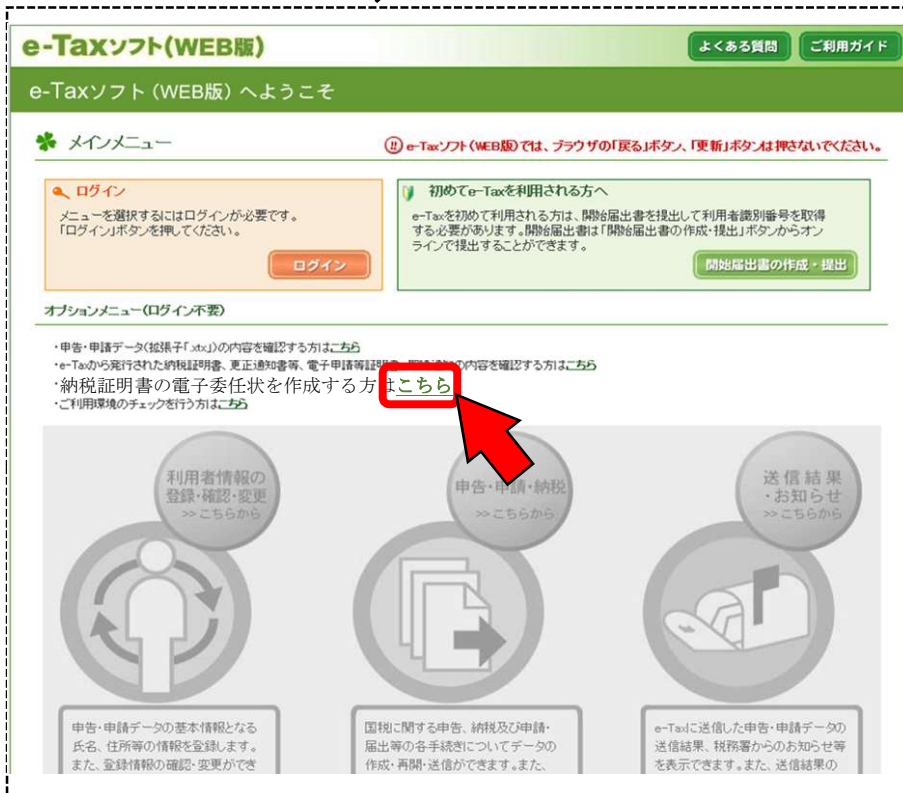 e-Taxソフト(WEB版)
よくある質問
ご利用ガイド
e-Taxソフト(WEB版)へようこそ
メインメニュー
e-Taxソフト(WEB版)では、ブラウザの「戻る」ボタン、「更新」ボタンは押さないでください。
ログイン
メニューを選択するにはログインが必要です。
「ログイン」ボタンを押してください。
ログイン
初めてe-Taxを利用される方へ
e-Taxを初めて利用される方は、開始届出書を提出して利用者識別番号を取得
する必要があります。開始届出書は「開始届出書の作成・提出」ボタンからオン
ラインで提出することができます。
開始届出書の作成・提出
オプションメニュー(ログイン不要)
・申告・申請データ(拡張子「.xtx」)の内容を確認する方はこちら
・e-Taxから発行された納税証明書、更正通知書等、電子申請等証明書、の内容を確認する方はこちら
・納税証明書の電子委任状を作成する方はこちら
・ご利用環境のチェックを行う方はこちら
利用者情報の
登録・確認・変更
>>こちらから
申告・申請・納税
>>こちらから
送信結果
・お知らせ
>>こちらから
申告・申請データの基本情報となる
氏名、住所等の情報を登録します。
また、登録情報の確認・変更ができ
国税に関する申告、納税及び申請・
届出等の各手続きについてデータの
作成・再開・送信ができます。また、
e-Taxに送信した申告・申請データの
送信結果、税務署からのお知らせ等
を表示できます。また、送信結果の